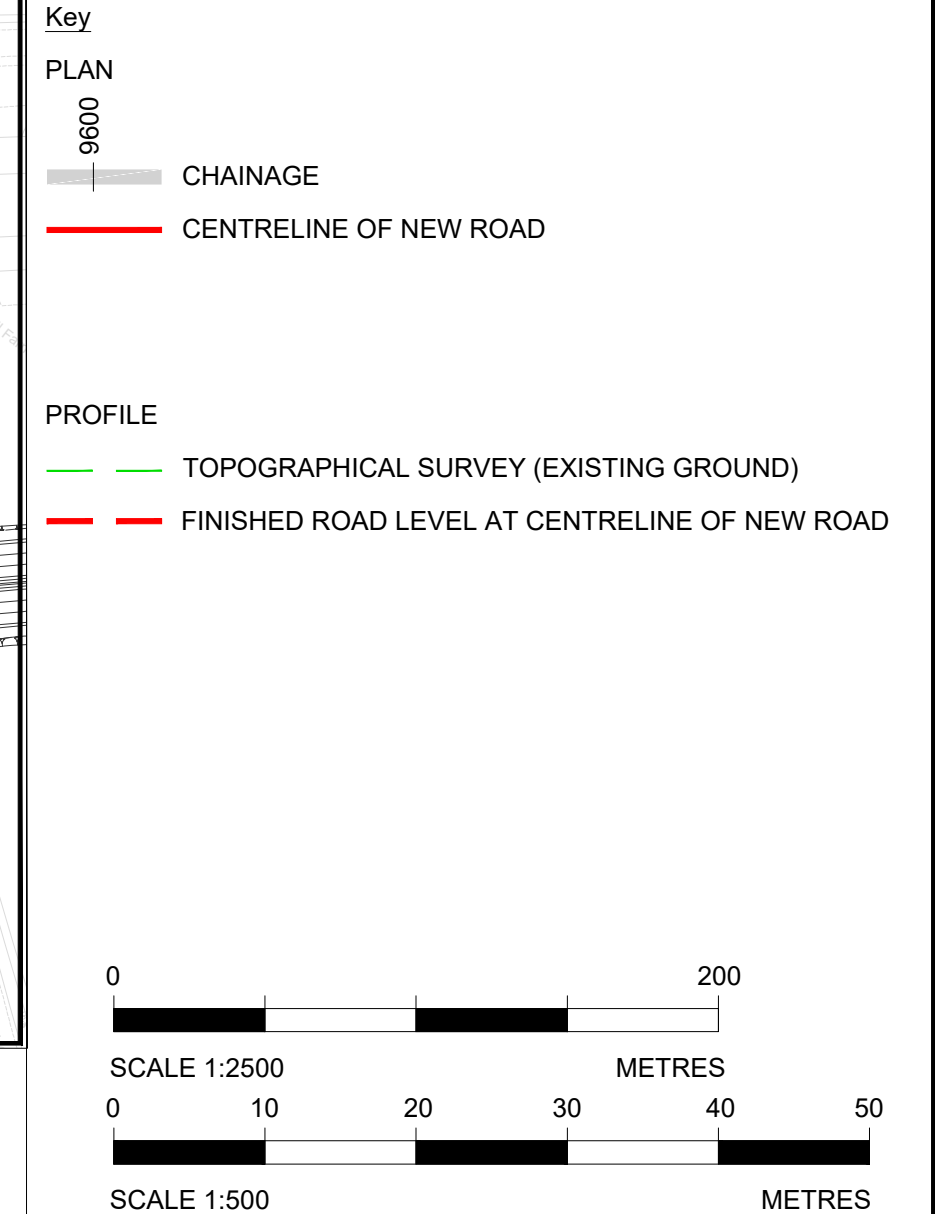 Key
PLAN
9600
CHAINAGE
CENTRELINE OF NEW ROAD
PROFILE
TOPOGRAPHICAL SURVEY (EXISTING GROUND)
FINISHED ROAD LEVEL AT CENTRELINE OF NEW ROAD
0 200
SCALE 1:2500 METRES
0 10 20 30 40 50
SCALE 1:500 METRES